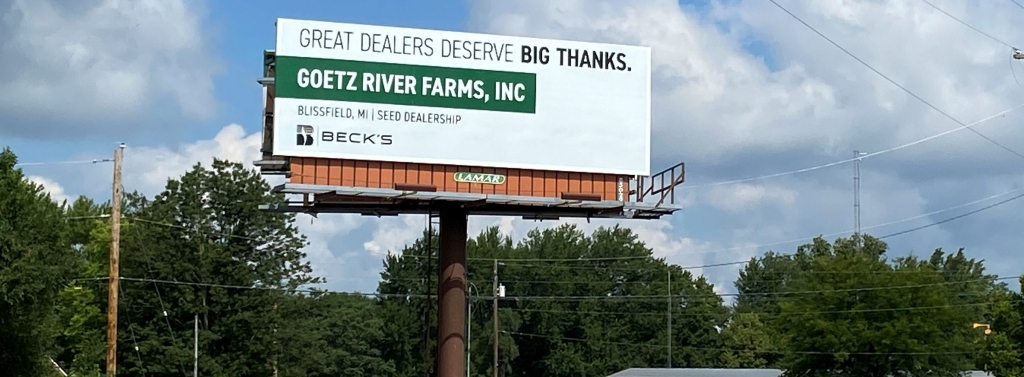 GREAT DEALERS DESERVE BIG THANKS.
GOETZ RIVER FARMS, INC
BLISSFIELD, MI | SEED DEALERSHIP
BECK'S
LAMAR